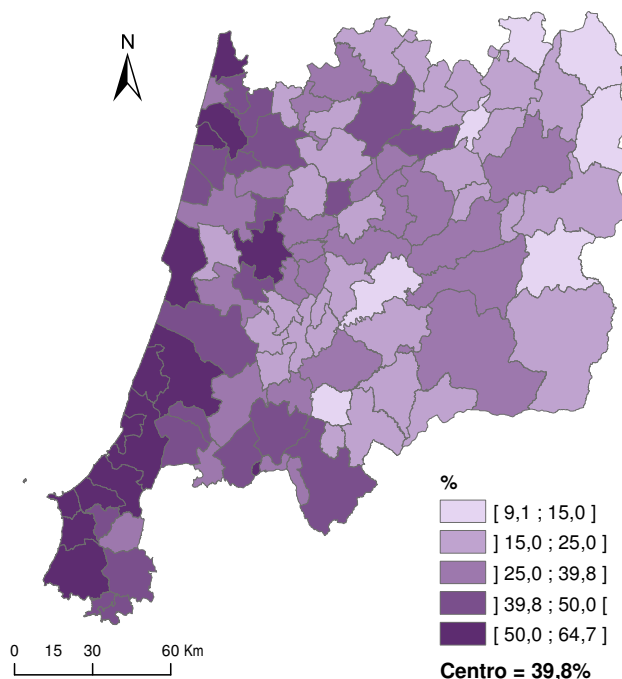 N
%
[ 9,1 ; 15,0 ]
] 15,0 ; 25,0 ]
] 25,0 ; 39,8 ]
] 39,8 ; 50,0 [
[ 50,0 ; 64,7 ]
0 15 30 60 Km
Centro = 39,8%